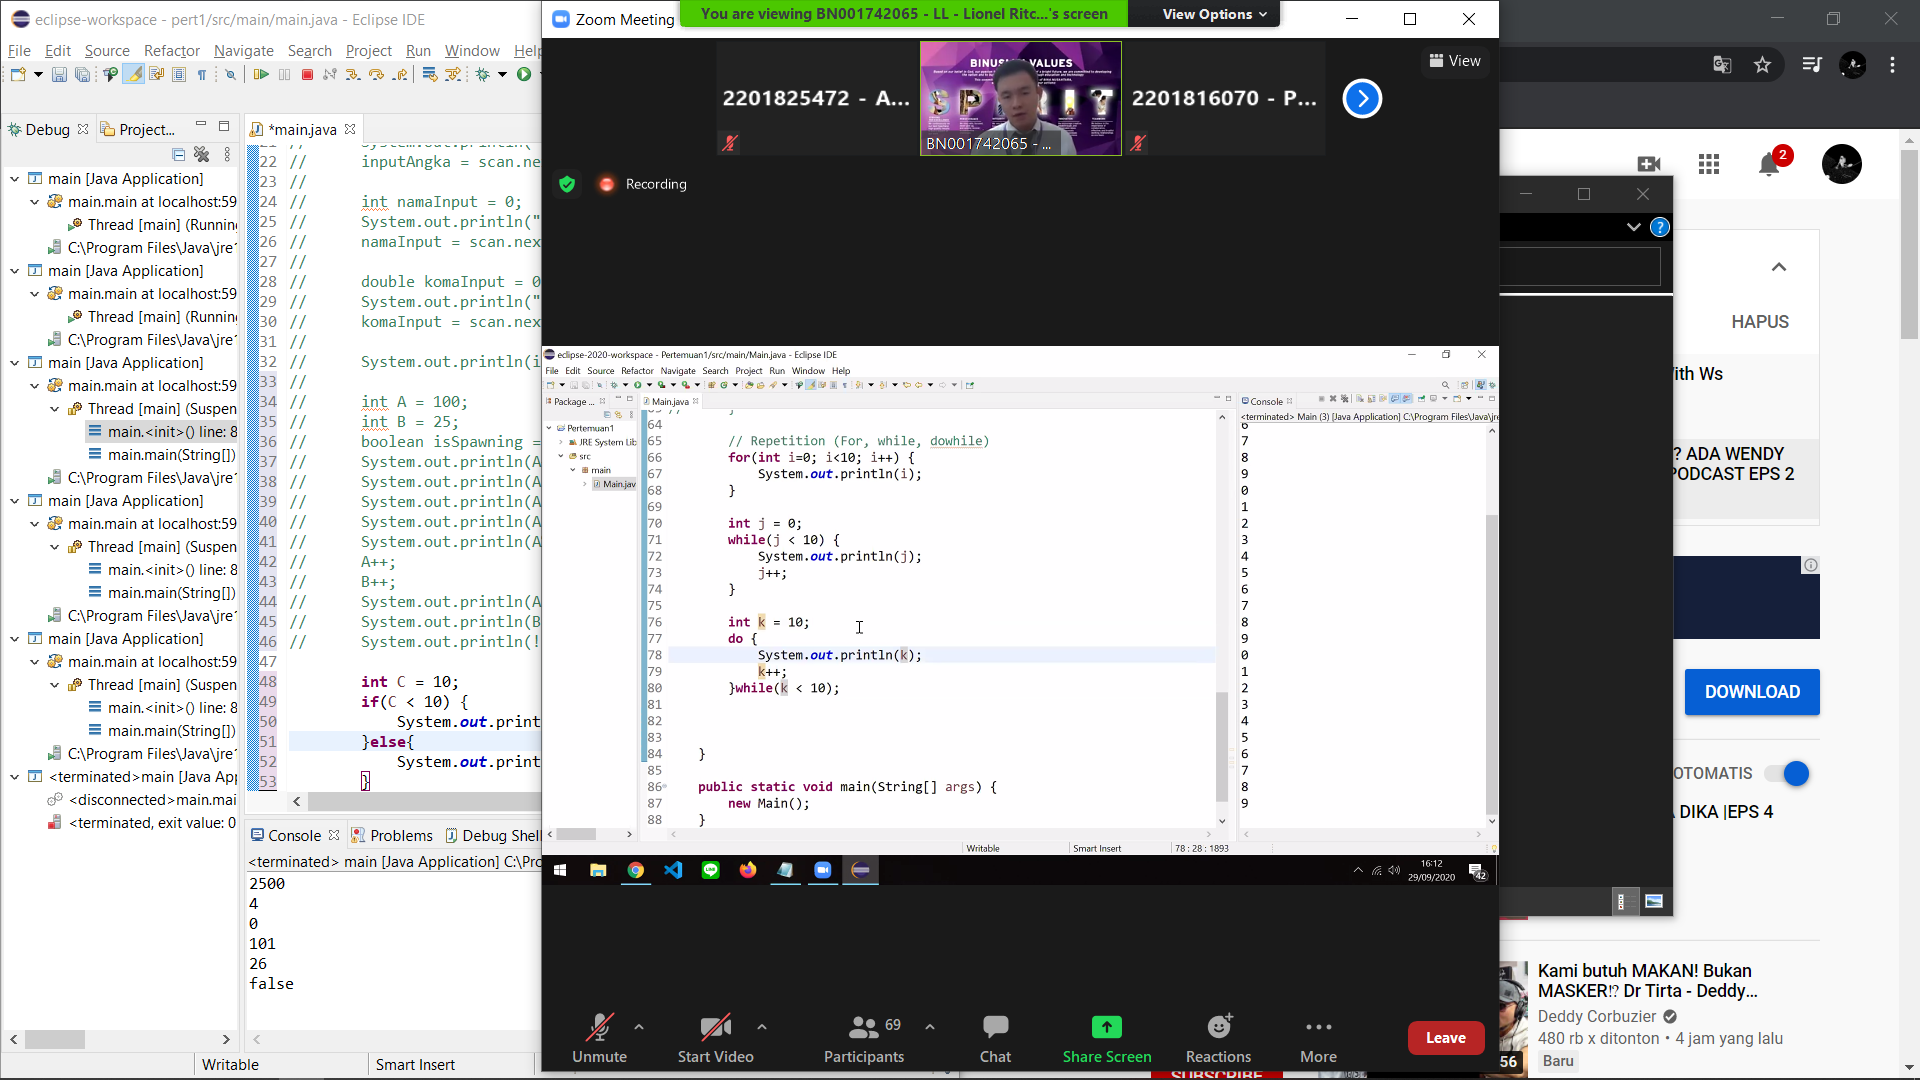 eclipse-workspace - pert1/src/main/main.java - Eclipse IDE
File Edit Source Refactor Navigate Search Project Run Window Help
Debug
Project...
*main.java
main [Java Application]
main.main at localhost:59
Thread [main] (Running
C:\Program Files\Java\jre1
main [Java Application]
main.main at localhost:59
Thread [main] (Running
C:\Program Files\Java\jre1
main [Java Application]
main.main at localhost:59
Thread [main] (Suspen
main.<init>() line: 8
main.main(String[])
C:\Program Files\Java\jre1
main [Java Application]
main.main at localhost:59
Thread [main] (Suspen
main.<init>() line: 8
main.main(String[])
C:\Program Files\Java\jre1
main [Java Application]
main.main at localhost:59
Thread [main] (Suspen
main.<init>() line: 8
main.main(String[])
C:\Program Files\Java\jre1
<terminated>main [Java App
<disconnected>main.mai
<terminated, exit value: 0
21 // System.out.println("
22 // inputAngka = scan.ne
23 //
24 // int namaInput = 0;
25 // System.out.println("
26 // namaInput = scan.nex
27 //
28 // double komaInput = 0
29 // System.out.println("
30 // komaInput = scan.nex
31 //
32 // System.out.println(i
33 //
34 // int A = 100;
35 // int B = 25;
36 // boolean isSpawning =
37 // System.out.println(A
38 // System.out.println(A
39 // System.out.println(A
40 // System.out.println(A
41 // System.out.println(A
42 // A++;
43 // B++;
44 // System.out.println(A
45 // System.out.println(B
46 // System.out.println(!
47
48 int C = 10;
49 if(C < 10) {
50 System.out.print
51 }else{
52 System.out.print
53 }
Console
Problems
Debug Shell
<terminated> main [Java Application] C:\Pro
2500
4
0
101
26
false
Writable
Smart Insert
Zoom Meeting
You are viewing BN001742065 - LL - Lionel Ritc...'s screen
View Options
View
2201825472 - A...
BINUSIAN VALUES
SPIRIT
BN001742065 - ...
2201816070 - P...
Recording
eclipse-2020-workspace - Pertemuan1/src/main/Main.java - Eclipse IDE
File Edit Source Refactor Navigate Search Project Run Window Help
Package ...
Main.java
Pertemuan1
JRE System Lib
src
main
Main.jav
64
65 // Repetition (For, while, dowhile)
66 for(int i=0; i<10; i++) {
67 System.out.println(i);
68 }
69
70 int j = 0;
71 while(j < 10) {
72 System.out.println(j);
73 j++;
74 }
75
76 int k = 10;
77 do {
78 System.out.println(k);
79 k++;
80 }while(k < 10);
81
82
83
84 }
85
86 public static void main(String[] args) {
87 new Main();
88 }
Console
<terminated> Main (3) [Java Application] C:\Program Files\Java\jre
6
7
8
9
0
1
2
3
4
5
6
7
8
9
0
1
2
3
4
5
6
7
8
9
Writable
Smart Insert
78 : 28 : 1893
16:12
29/09/2020
42
Unmute
Start Video
Participants
69
Chat
Share Screen
Reactions
More
Leave
2
HAPUS
ith Ws
? ADA WENDY
PODCAST EPS 2
DOWNLOAD
OTOMATIS
DIKA |EPS 4
56
Kami butuh MAKAN! Bukan
MASKER!? Dr Tirta - Deddy...
Deddy Corbuzier
480 rb x ditonton • 4 jam yang lalu
Baru
SUBSCRIBE